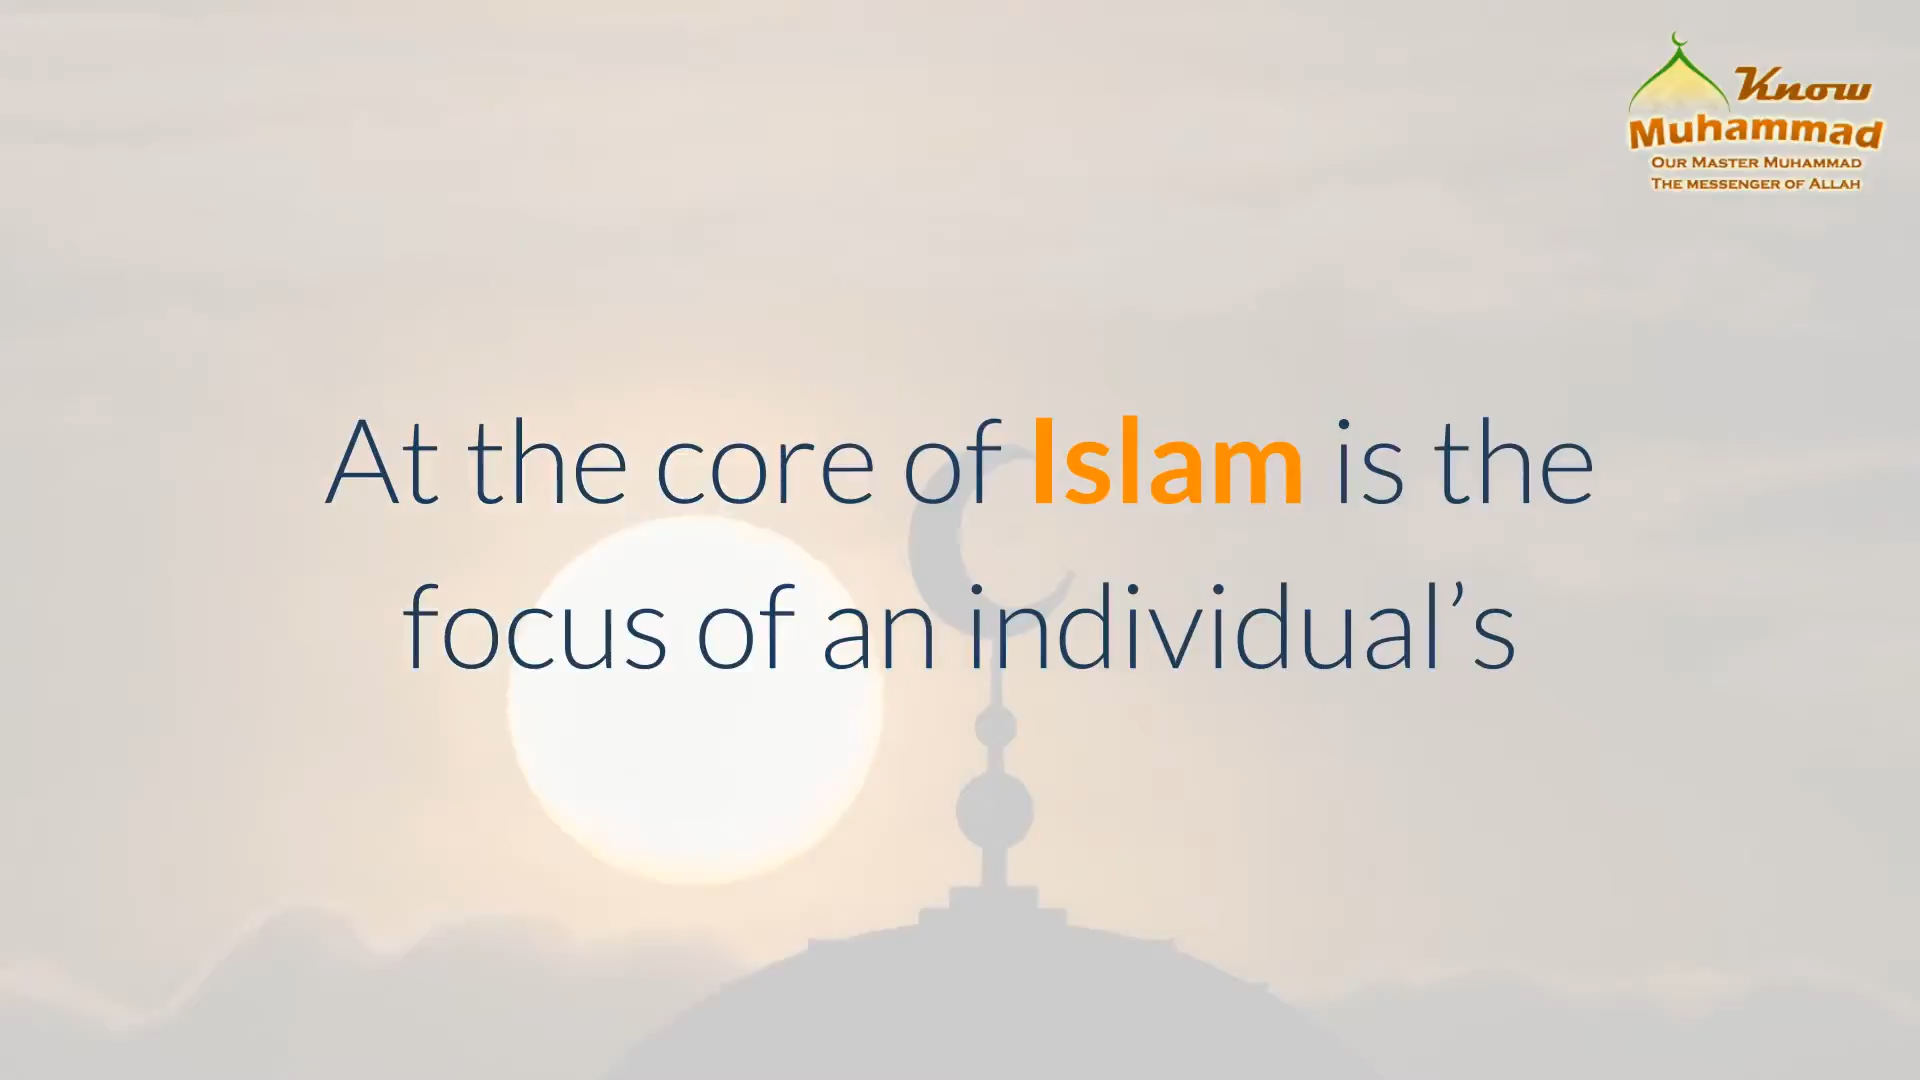 Know
Muhammad
OUR MASTER MUHAMMAD
THE MESSENGER OF ALLAH
At the core of Islam is the
focus of an individual’s